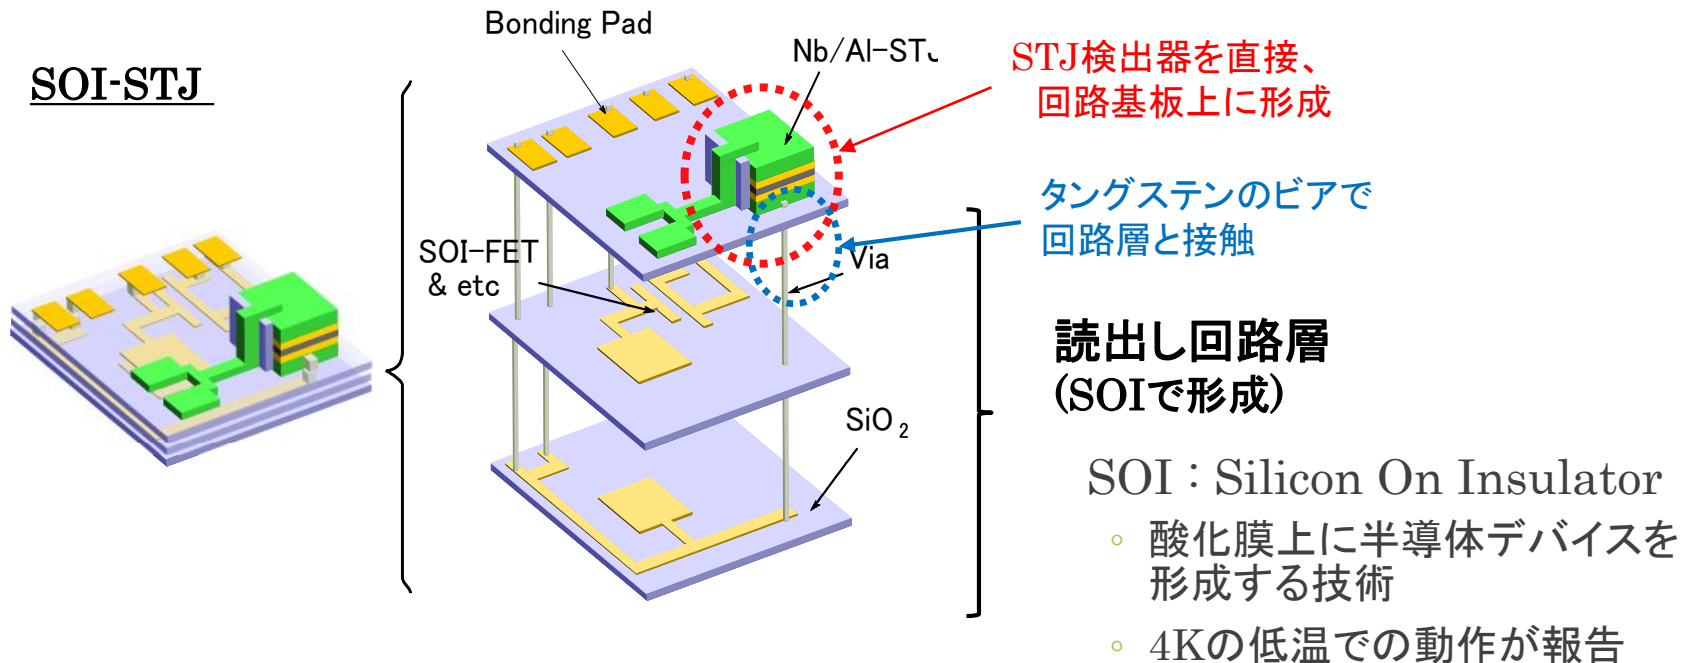 SOI-STJ
Bonding Pad
Nb/Al-STJ
STJ検出器を直接、
回路基板上に形成
タングステンのビアで
回路層と接触
SOI-FET
& etc
Via
読出し回路層
(SOIで形成)
SiO₂
SOI : Silicon On Insulator
◦ 酸化膜上に半導体デバイスを
形成する技術
◦ 4Kの低温での動作が報告